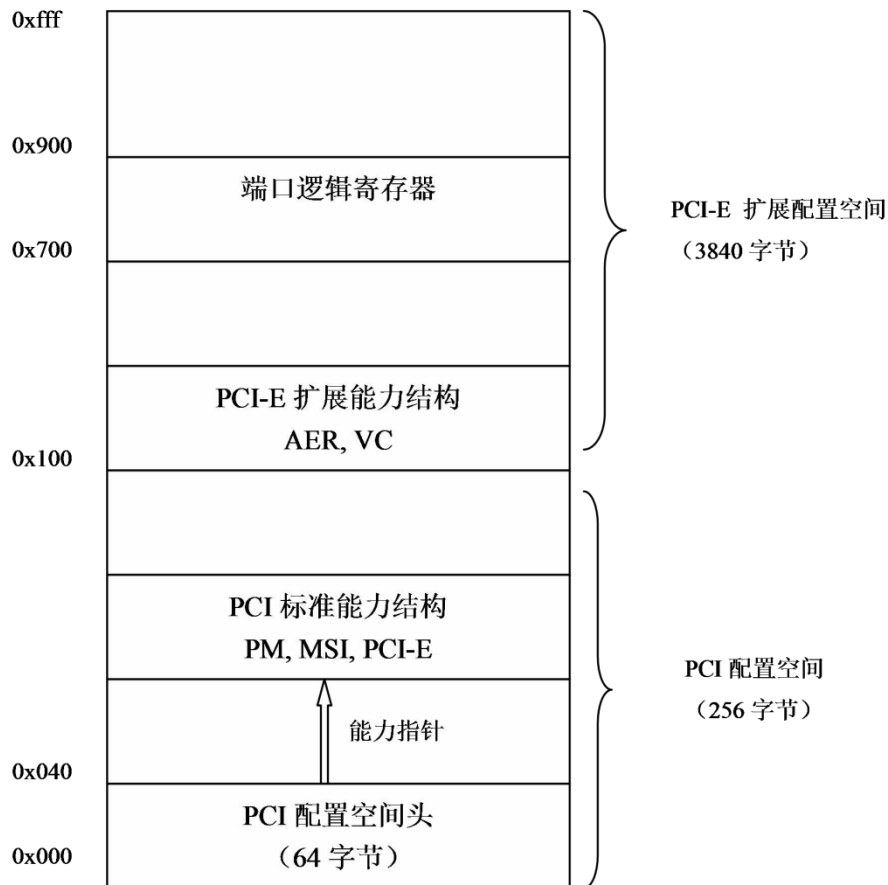 0xfff
0x900
端口逻辑寄存器
PCI-E 扩展配置空间
（3840 字节）
0x700
PCI-E 扩展能力结构
AER, VC
0x100
PCI 标准能力结构
PM, MSI, PCI-E
PCI 配置空间
（256 字节）
能力指针
0x040
PCI 配置空间头
（64 字节）
0x000